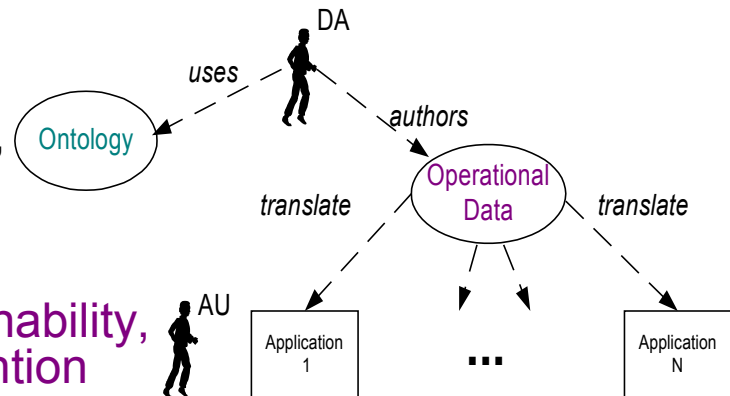 DA
uses
authors
Ontology
Operational
Data
translate
translate
AU
Application
1
...
Application
N